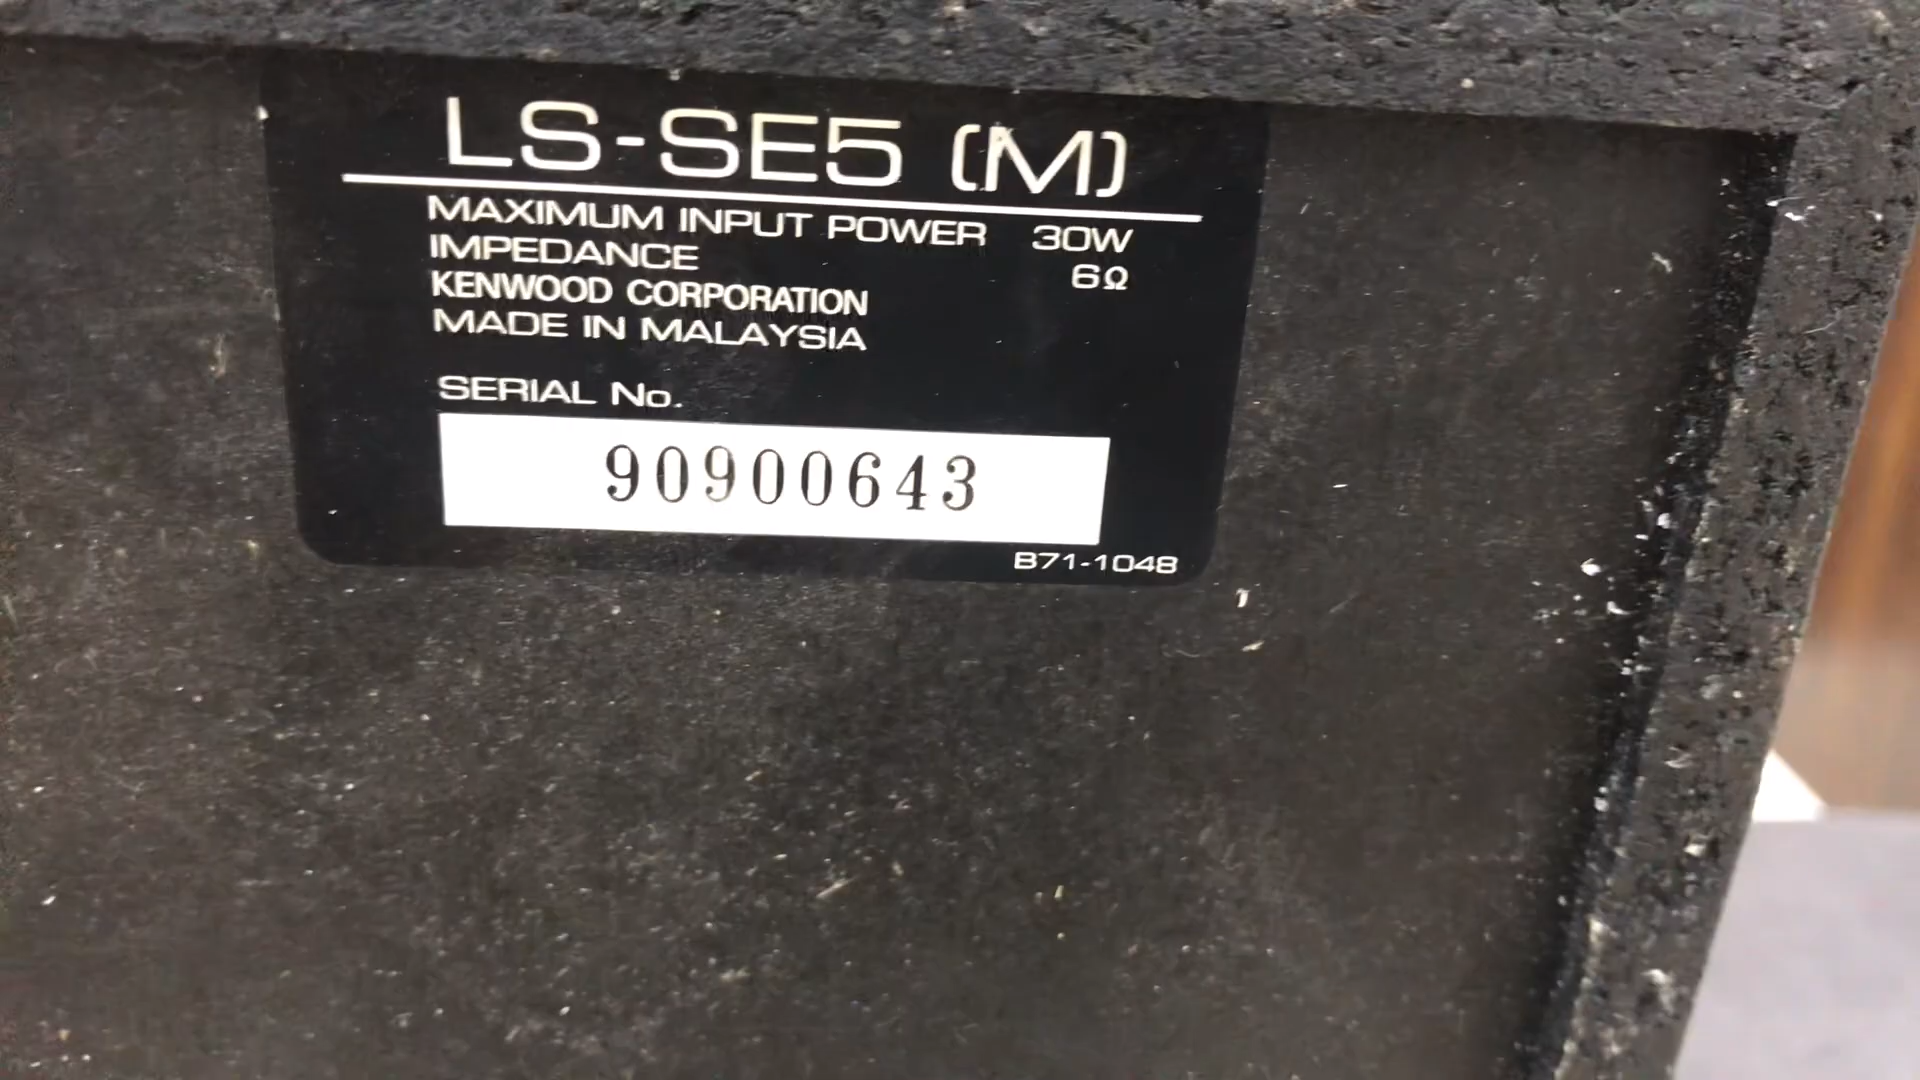 LS-SE5 (M)
MAXIMUM INPUT POWER 30W
IMPEDANCE 6Ω
KENWOOD CORPORATION
MADE IN MALAYSIA
SERIAL No.
90900643
B71-1048